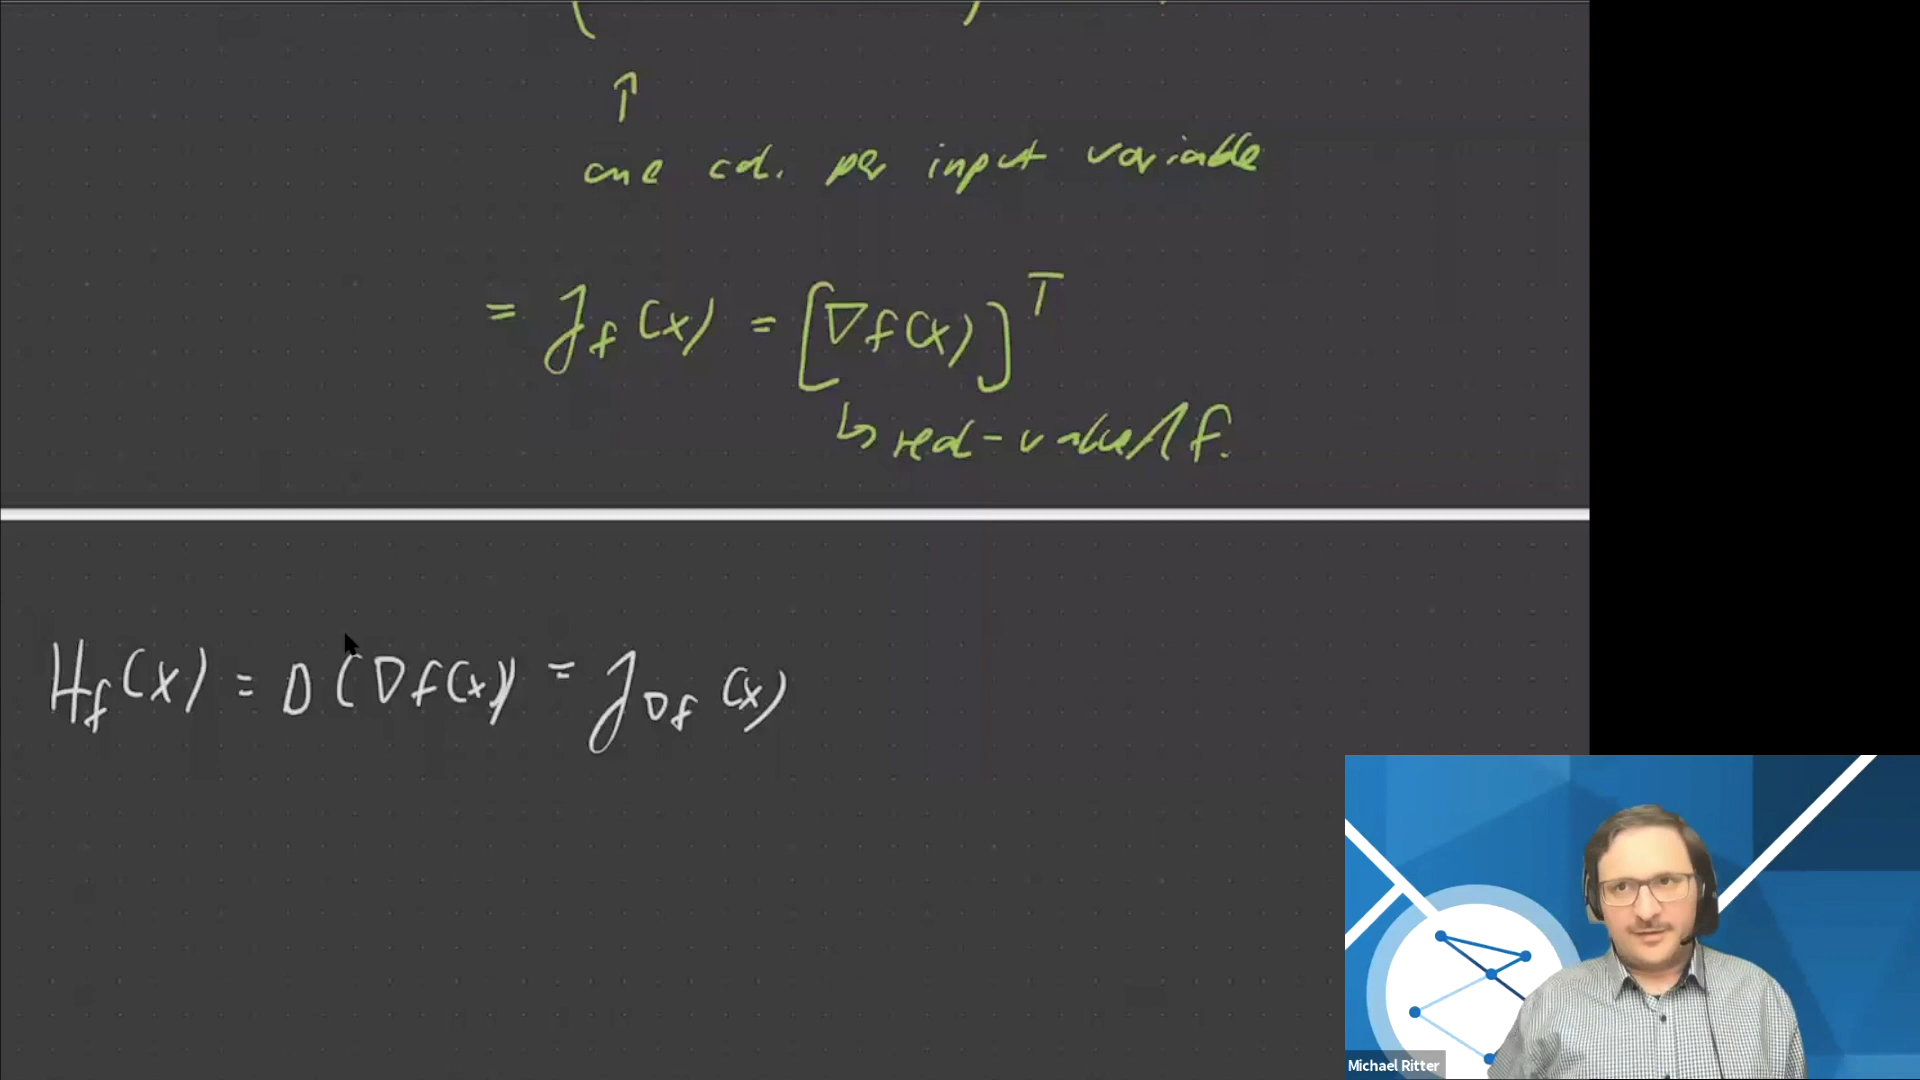 ( ) .
↑
one col. per input variable
= J_f (x) = [∇f(x)]^T
↳ real-valued f.
H_f(x) = D (∇f(x)) = J_∇f (x)
Michael Ritter